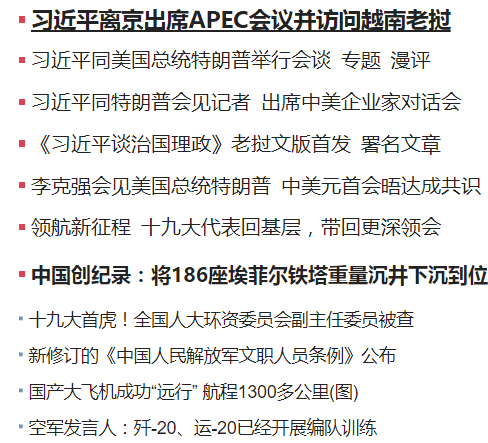 习近平离京出席APEC会议并访问越南老挝
习近平同美国总统特朗普举行会谈 专题 漫评
习近平同特朗普会见记者 出席中美企业家对话会
《习近平谈治国理政》老挝文版首发 署名文章
李克强会见美国总统特朗普 中美元首会晤达成共识
领航新征程 十九大代表回基层，带回更深领会
中国创纪录：将186座埃菲尔铁塔重量沉井下沉到位
十九大首虎！全国人大环资委员会副主任委员被查
新修订的《中国人民解放军文职人员条例》公布
国产大飞机成功“远行” 航程1300多公里(图)
空军发言人：歼-20、运-20已经开展编队训练